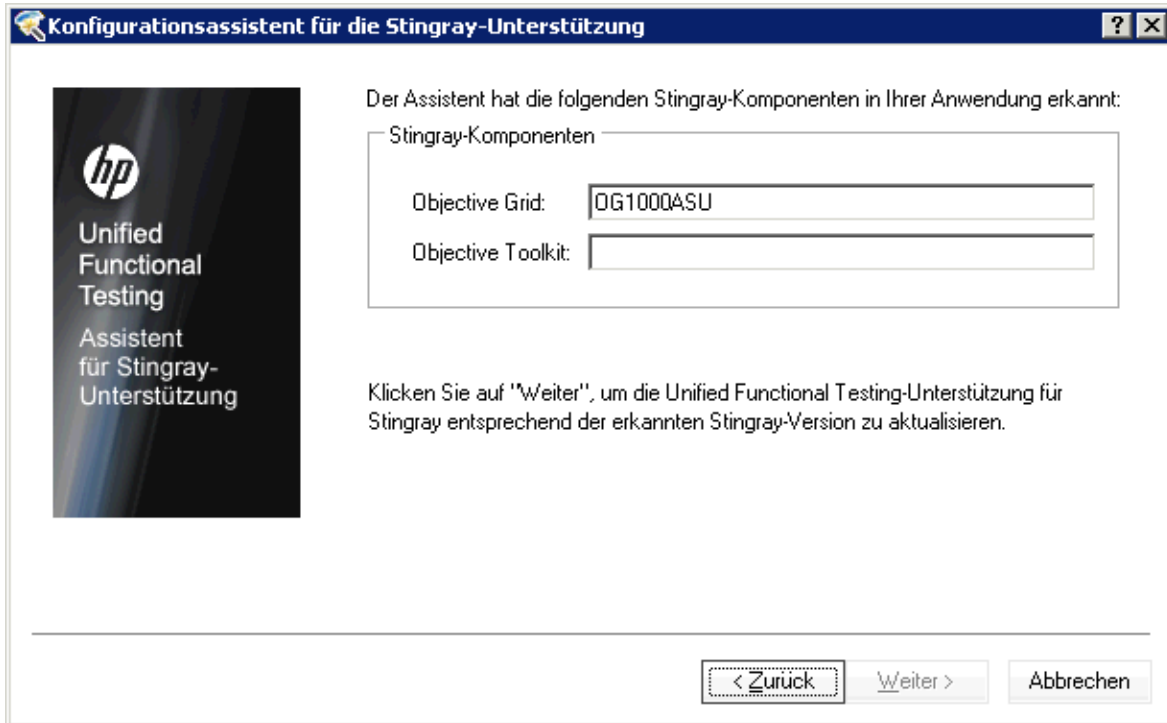 Konfigurationsassistent für die Stingray-Unterstützung
hp
Unified
Functional
Testing
Assistent
für Stingray-
Unterstützung
Der Assistent hat die folgenden Stingray-Komponenten in Ihrer Anwendung erkannt:
Stingray-Komponenten
Objective Grid: OG1000ASU
Objective Toolkit:
Klicken Sie auf "Weiter", um die Unified Functional Testing-Unterstützung für
Stingray entsprechend der erkannten Stingray-Version zu aktualisieren.
< Zurück Weiter > Abbrechen